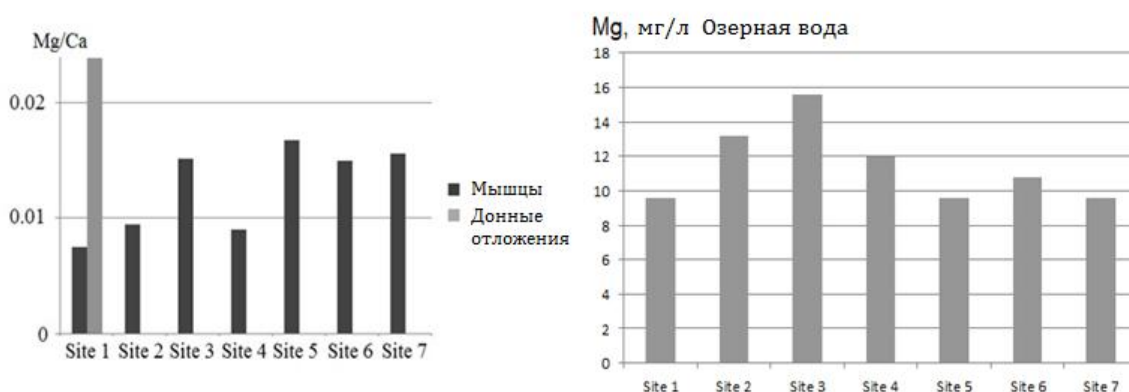 Mg/Ca
0.02
0.01
0
Site 1 Site 2 Site 3 Site 4 Site 5 Site 6 Site 7
Мышцы
Донные
отложения
Mg, мг/л Озерная вода
18
16
14
12
10
8
6
4
2
0
Site 1 Site 2 Site 3 Site 4 Site 5 Site 6 Site 7